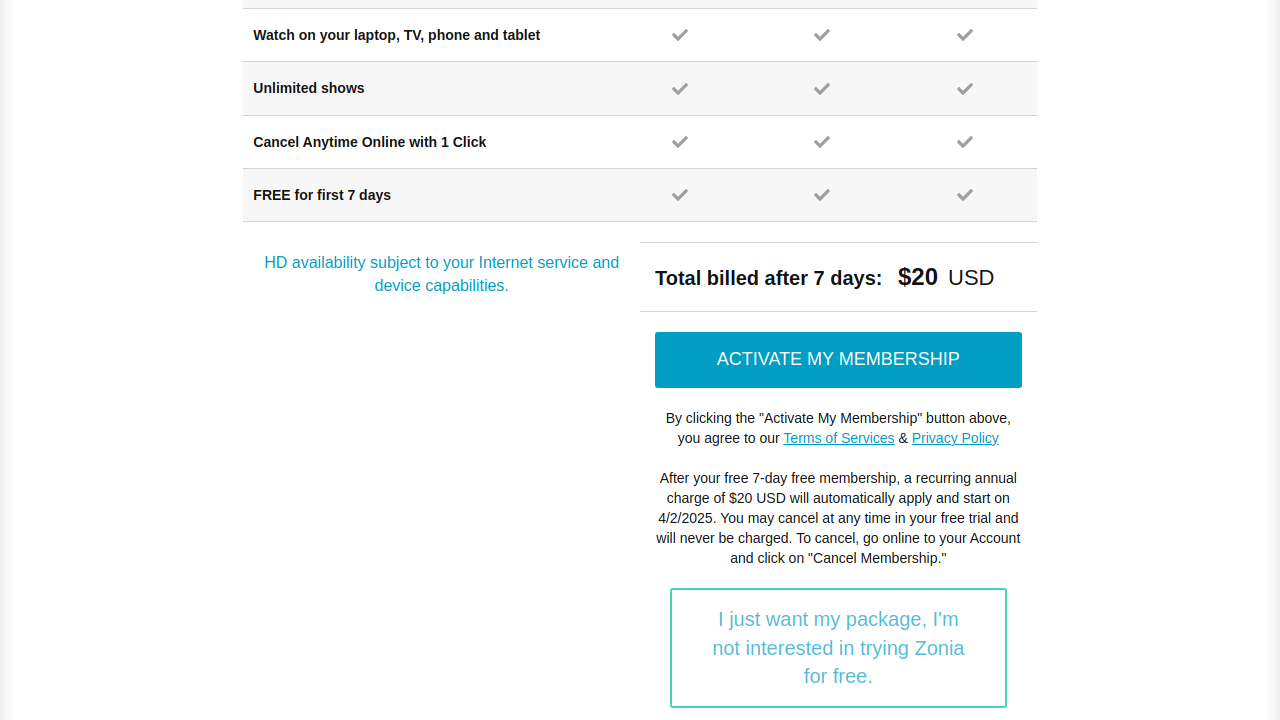 Watch on your laptop, TV, phone and tablet
Unlimited shows
Cancel Anytime Online with 1 Click
FREE for first 7 days
HD availability subject to your Internet service and
device capabilities.
Total billed after 7 days: $20 USD
ACTIVATE MY MEMBERSHIP
By clicking the "Activate My Membership" button above,
you agree to our Terms of Services & Privacy Policy
After your free 7-day free membership, a recurring annual
charge of $20 USD will automatically apply and start on
4/2/2025. You may cancel at any time in your free trial and
will never be charged. To cancel, go online to your Account
and click on "Cancel Membership."
I just want my package, I'm
not interested in trying Zonia
for free.